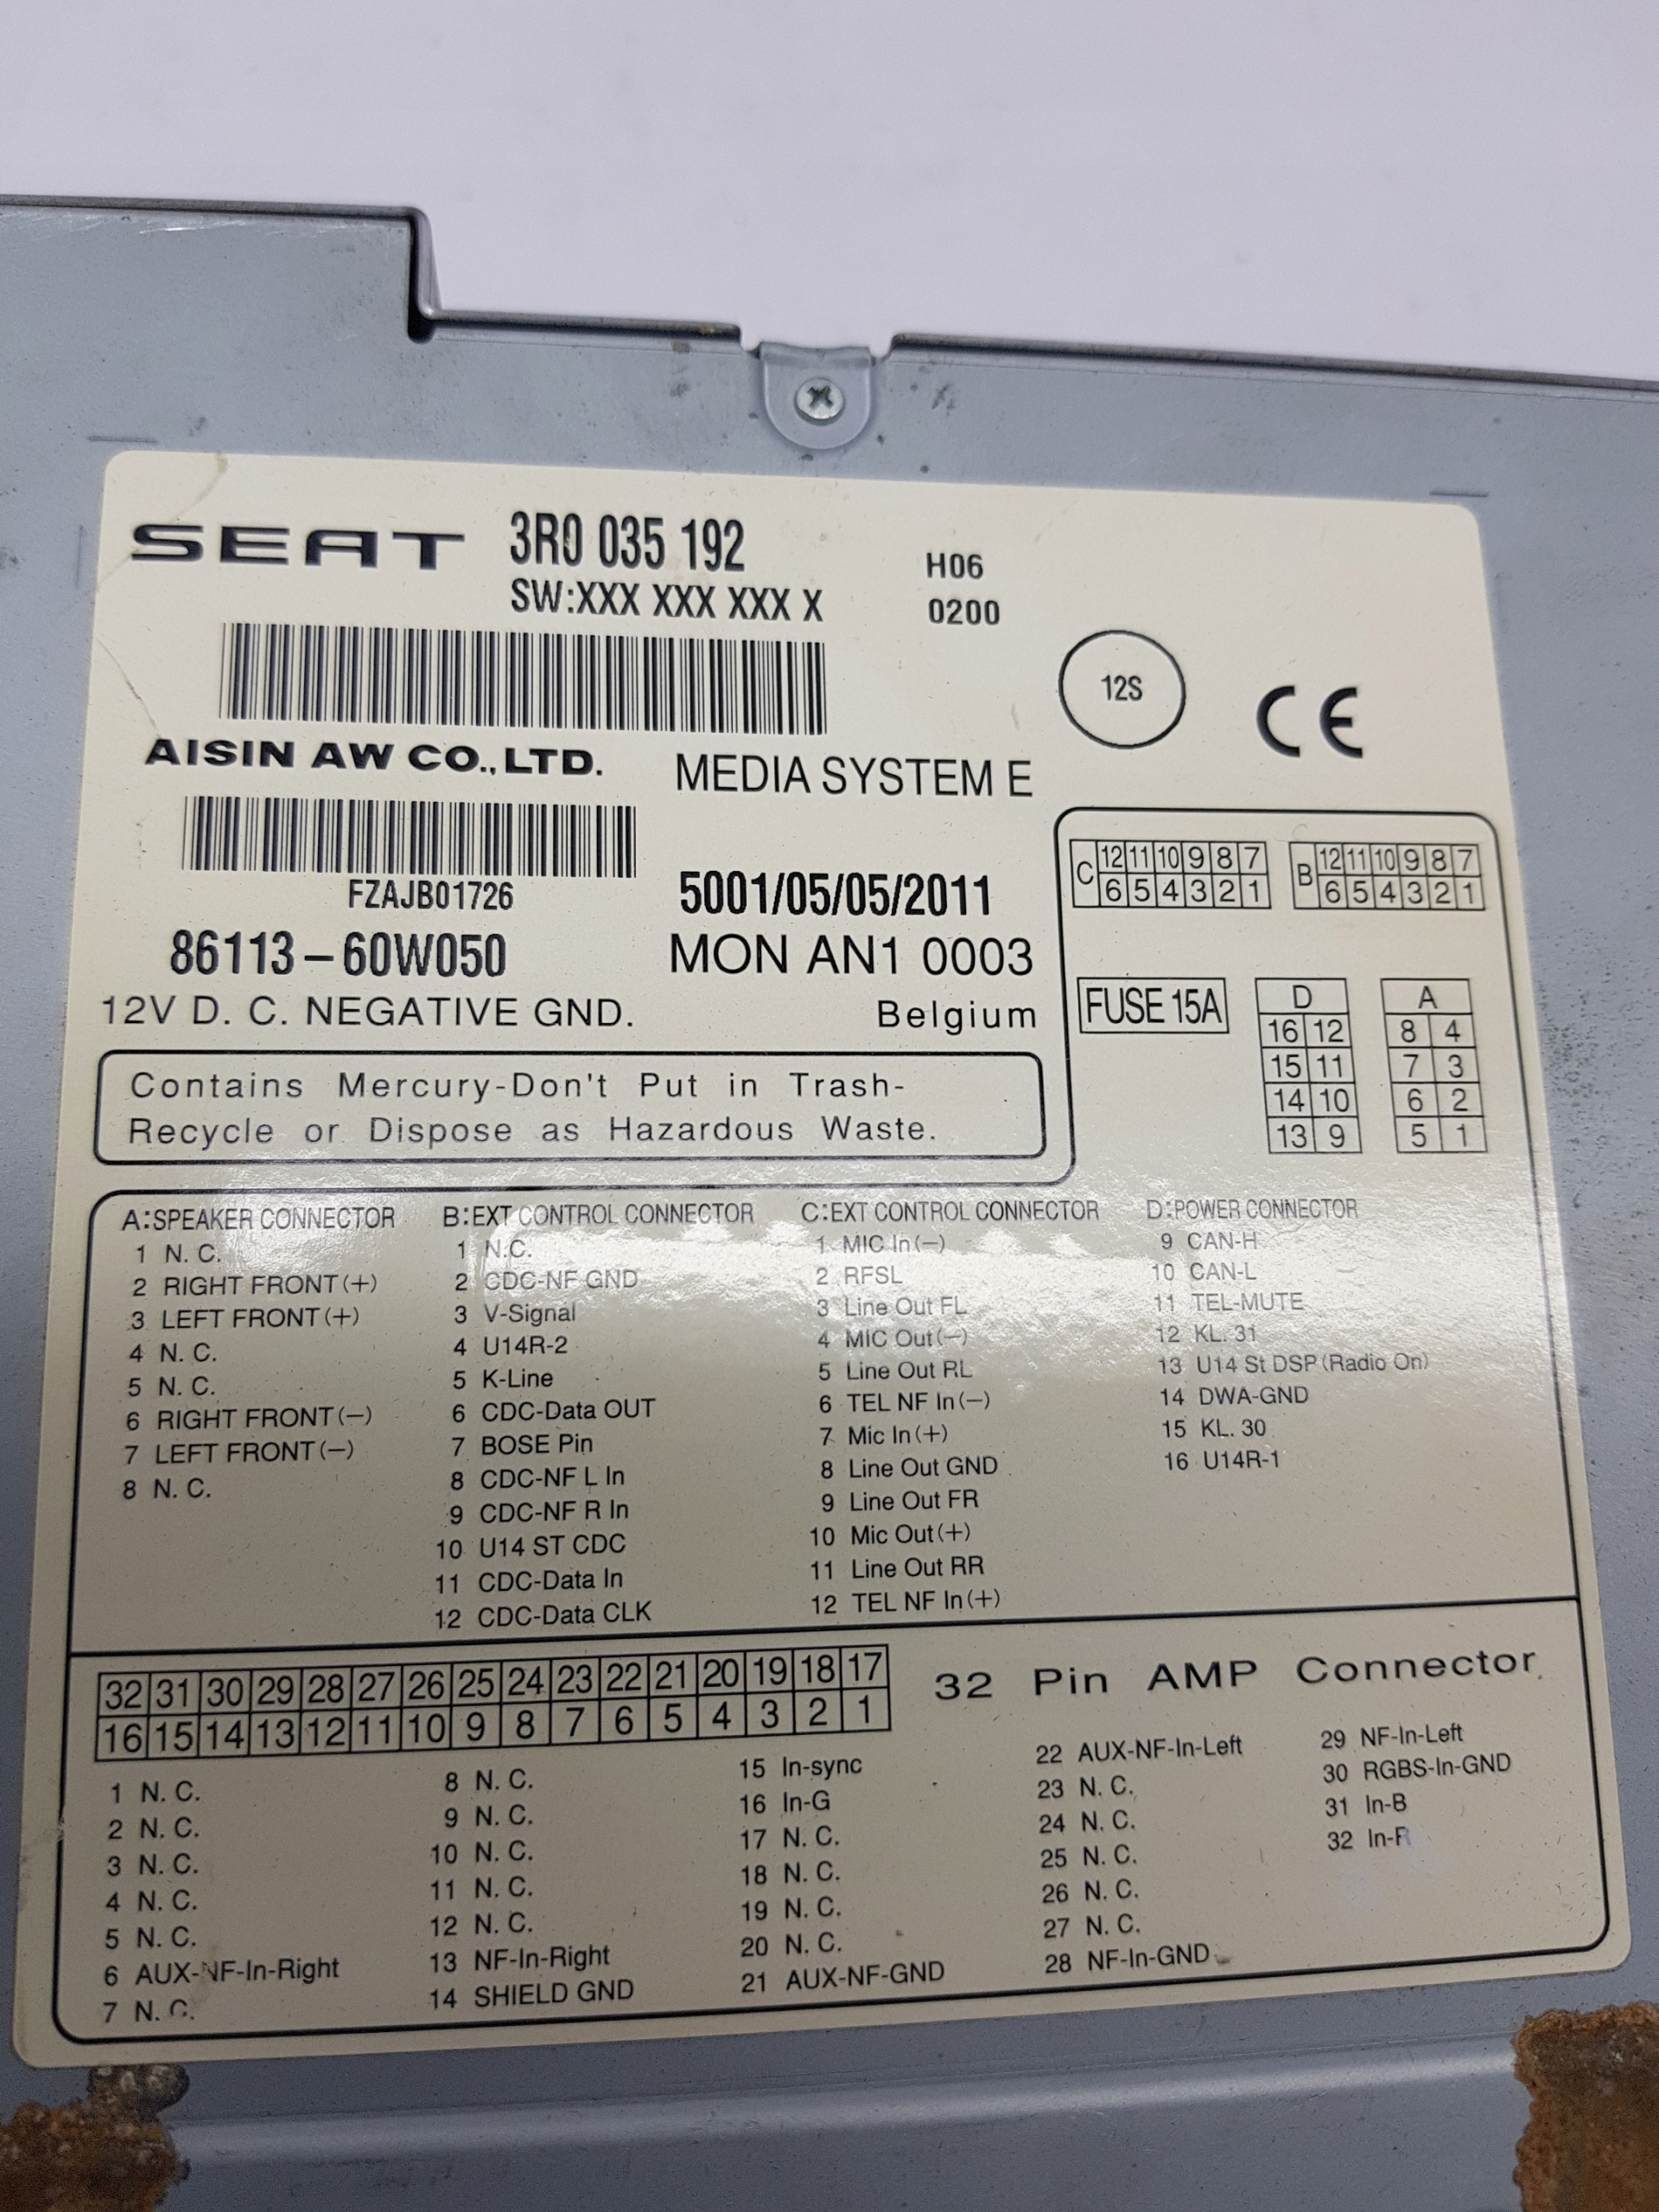 SEAT 3R0 035 192
SW:XXX XXX XXX X
H06
0200
12S
CE
AISIN AW CO., LTD.
MEDIA SYSTEM E
FZAJB01726
5001/05/05/2011
86113-60W050
MON AN1 0003
12V D. C. NEGATIVE GND.
Belgium
C 12 11 10 9 8 7
6 5 4 3 2 1
B 12 11 10 9 8 7
6 5 4 3 2 1
FUSE 15A
D
16 12
15 11
14 10
13 9
A
8 4
7 3
6 2
5 1
Contains Mercury-Don't Put in Trash-
Recycle or Dispose as Hazardous Waste.
A:SPEAKER CONNECTOR
1 N. C.
2 RIGHT FRONT(+)
3 LEFT FRONT(+)
4 N. C.
5 N. C.
6 RIGHT FRONT(−)
7 LEFT FRONT(−)
8 N. C.
B:EXT CONTROL CONNECTOR
1 N.C.
2 CDC-NF GND
3 V-Signal
4 U14R-2
5 K-Line
6 CDC-Data OUT
7 BOSE Pin
8 CDC-NF L In
9 CDC-NF R In
10 U14 ST CDC
11 CDC-Data In
12 CDC-Data CLK
C:EXT CONTROL CONNECTOR
1 MIC In(−)
2 RFSL
3 Line Out FL
4 MIC Out(−)
5 Line Out RL
6 TEL NF In(−)
7 Mic In(+)
8 Line Out GND
9 Line Out FR
10 Mic Out(+)
11 Line Out RR
12 TEL NF In(+)
D:POWER CONNECTOR
9 CAN-H
10 CAN-L
11 TEL-MUTE
12 KL. 31
13 U14 St DSP(Radio On)
14 DWA-GND
15 KL. 30
16 U14R-1
32 31 30 29 28 27 26 25 24 23 22 21 20 19 18 17
16 15 14 13 12 11 10 9 8 7 6 5 4 3 2 1
32 Pin AMP Connector
1 N. C.
2 N. C.
3 N. C.
4 N. C.
5 N. C.
6 AUX-NF-In-Right
7 N. C.
8 N. C.
9 N. C.
10 N. C.
11 N. C.
12 N. C.
13 NF-In-Right
14 SHIELD GND
15 In-sync
16 In-G
17 N. C.
18 N. C.
19 N. C.
20 N. C.
21 AUX-NF-GND
22 AUX-NF-In-Left
23 N. C.
24 N. C.
25 N. C.
26 N. C.
27 N. C.
28 NF-In-GND
29 NF-In-Left
30 RGBS-In-GND
31 In-B
32 In-R